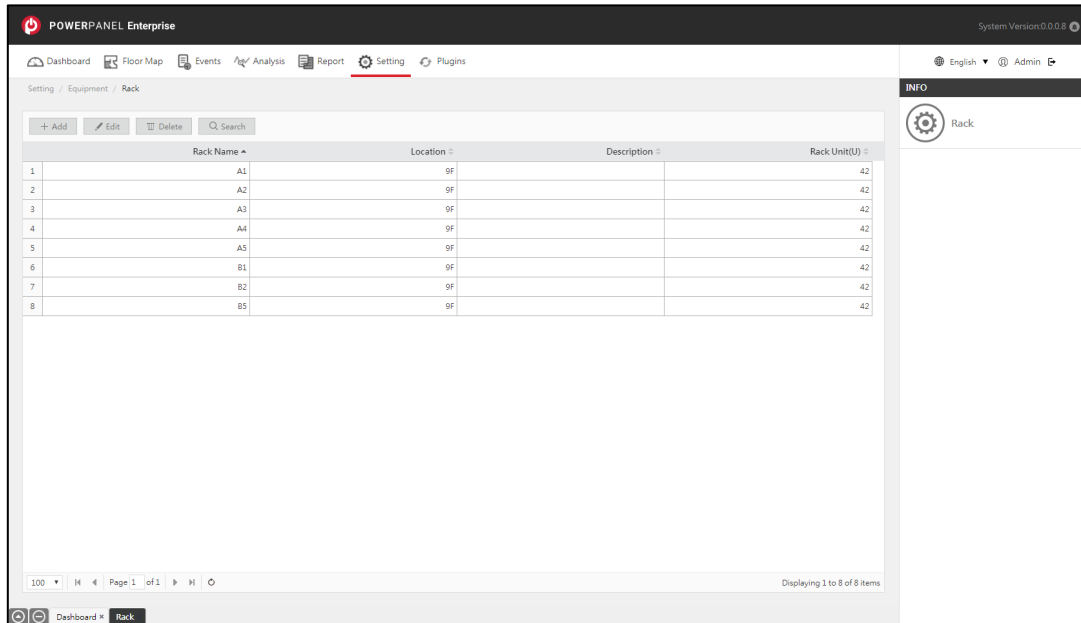 POWERPANEL Enterprise
System Version:0.0.0.8
Dashboard Floor Map Events Analysis Report Setting Plugins
English Admin
Setting / Equipment / Rack
INFO
Rack
+ Add Edit Delete Search
Rack Name Location Description Rack Unit(U)
1 A1 9F 42
2 A2 9F 42
3 A3 9F 42
4 A4 9F 42
5 A5 9F 42
6 B1 9F 42
7 B2 9F 42
8 B5 9F 42
100 Page 1 of 1 Displaying 1 to 8 of 8 items
Dashboard × Rack